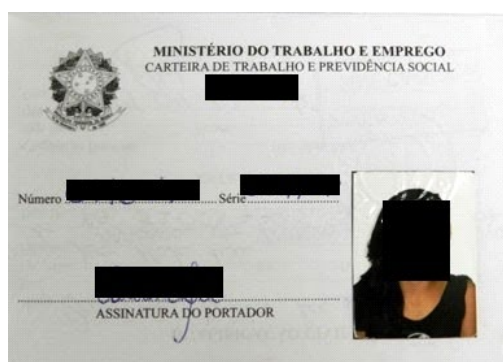 MINISTÉRIO DO TRABALHO E EMPREGO
CARTEIRA DE TRABALHO E PREVIDÊNCIA SOCIAL
Número Série
ASSINATURA DO PORTADOR